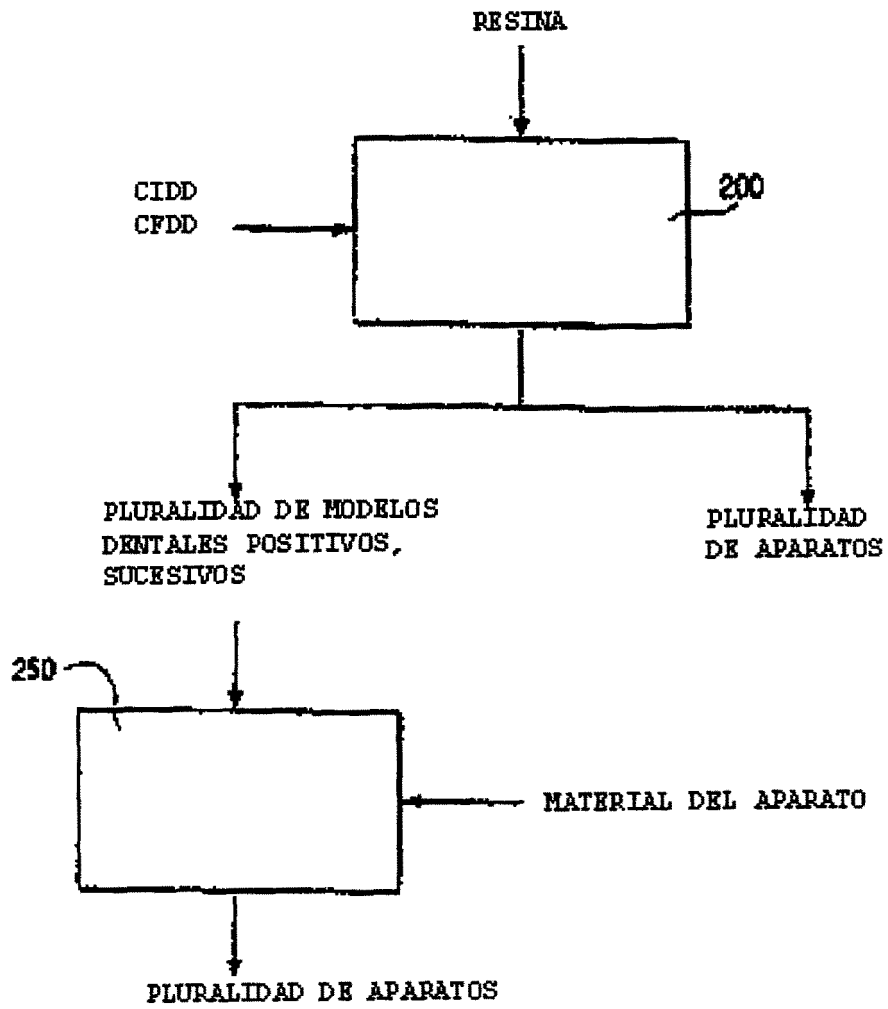 RESINA
CIDD
CFDD
200
PLURALIDAD DE MODELOS
DENTALES POSITIVOS,
SUCESIVOS
PLURALIDAD
DE APARATOS
250
MATERIAL DEL APARATO
PLURALIDAD DE APARATOS